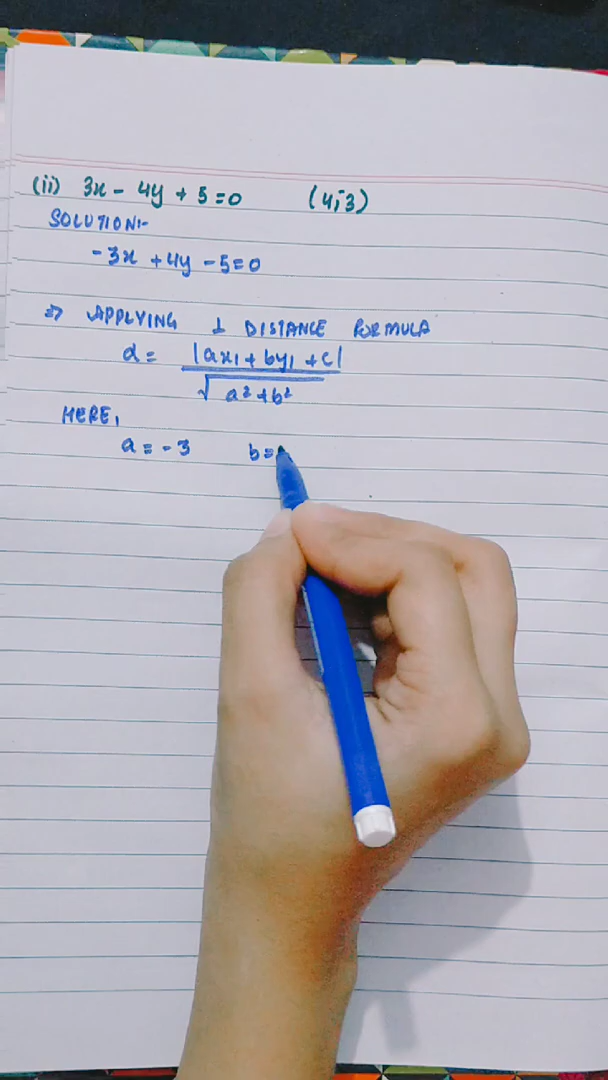 (ii) 3x - 4y + 5 = 0 (4,3)
SOLUTION:-
-3x + 4y - 5 = 0
⇒ APPLYING ⊥ DISTANCE FORMULA
d = |ax₁ + by₁ + c|
√a² + b²
HERE,
a = -3 b =